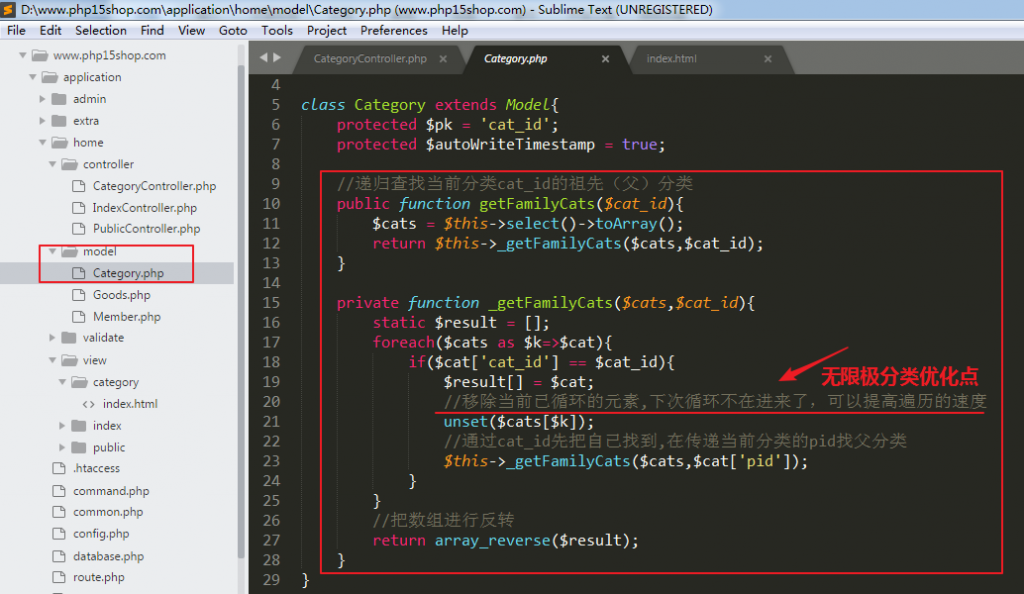 D:\www.php15shop.com\application\home\model\Category.php (www.php15shop.com) - Sublime Text (UNREGISTERED)
File Edit Selection Find View Goto Tools Project Preferences Help
www.php15shop.com
application
admin
extra
home
controller
CategoryController.php
IndexController.php
PublicController.php
model
Category.php
Goods.php
Member.php
validate
view
category
<> index.html
index
public
.htaccess
command.php
common.php
config.php
database.php
route.php
CategoryController.php × Category.php × index.html ×
4
5 class Category extends Model{
6 protected $pk = 'cat_id';
7 protected $autoWriteTimestamp = true;
8
9 //递归查找当前分类cat_id的祖先（父）分类
10 public function getFamilyCats($cat_id){
11 $cats = $this->select()->toArray();
12 return $this->_getFamilyCats($cats,$cat_id);
13 }
14
15 private function _getFamilyCats($cats,$cat_id){
16 static $result = [];
17 foreach($cats as $k=>$cat){
18 if($cat['cat_id'] == $cat_id){
19 $result[] = $cat;
无限极分类优化点
20 //移除当前已循环的元素,下次循环不在进来了，可以提高遍历的速度
21 unset($cats[$k]);
22 //通过cat_id先把自己找到,在传递当前分类的pid找父分类
23 $this->_getFamilyCats($cats,$cat['pid']);
24 }
25 }
26 //把数组进行反转
27 return array_reverse($result);
28 }
29 }